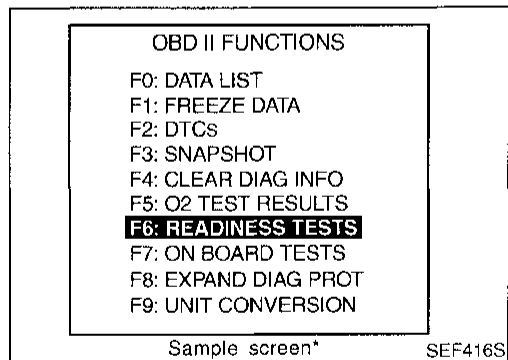 OBD II FUNCTIONS
F0: DATA LIST
F1: FREEZE DATA
F2: DTCs
F3: SNAPSHOT
F4: CLEAR DIAG INFO
F5: O2 TEST RESULTS
F6: READINESS TESTS
F7: ON BOARD TESTS
F8: EXPAND DIAG PROT
F9: UNIT CONVERSION
Sample screen* SEF416S